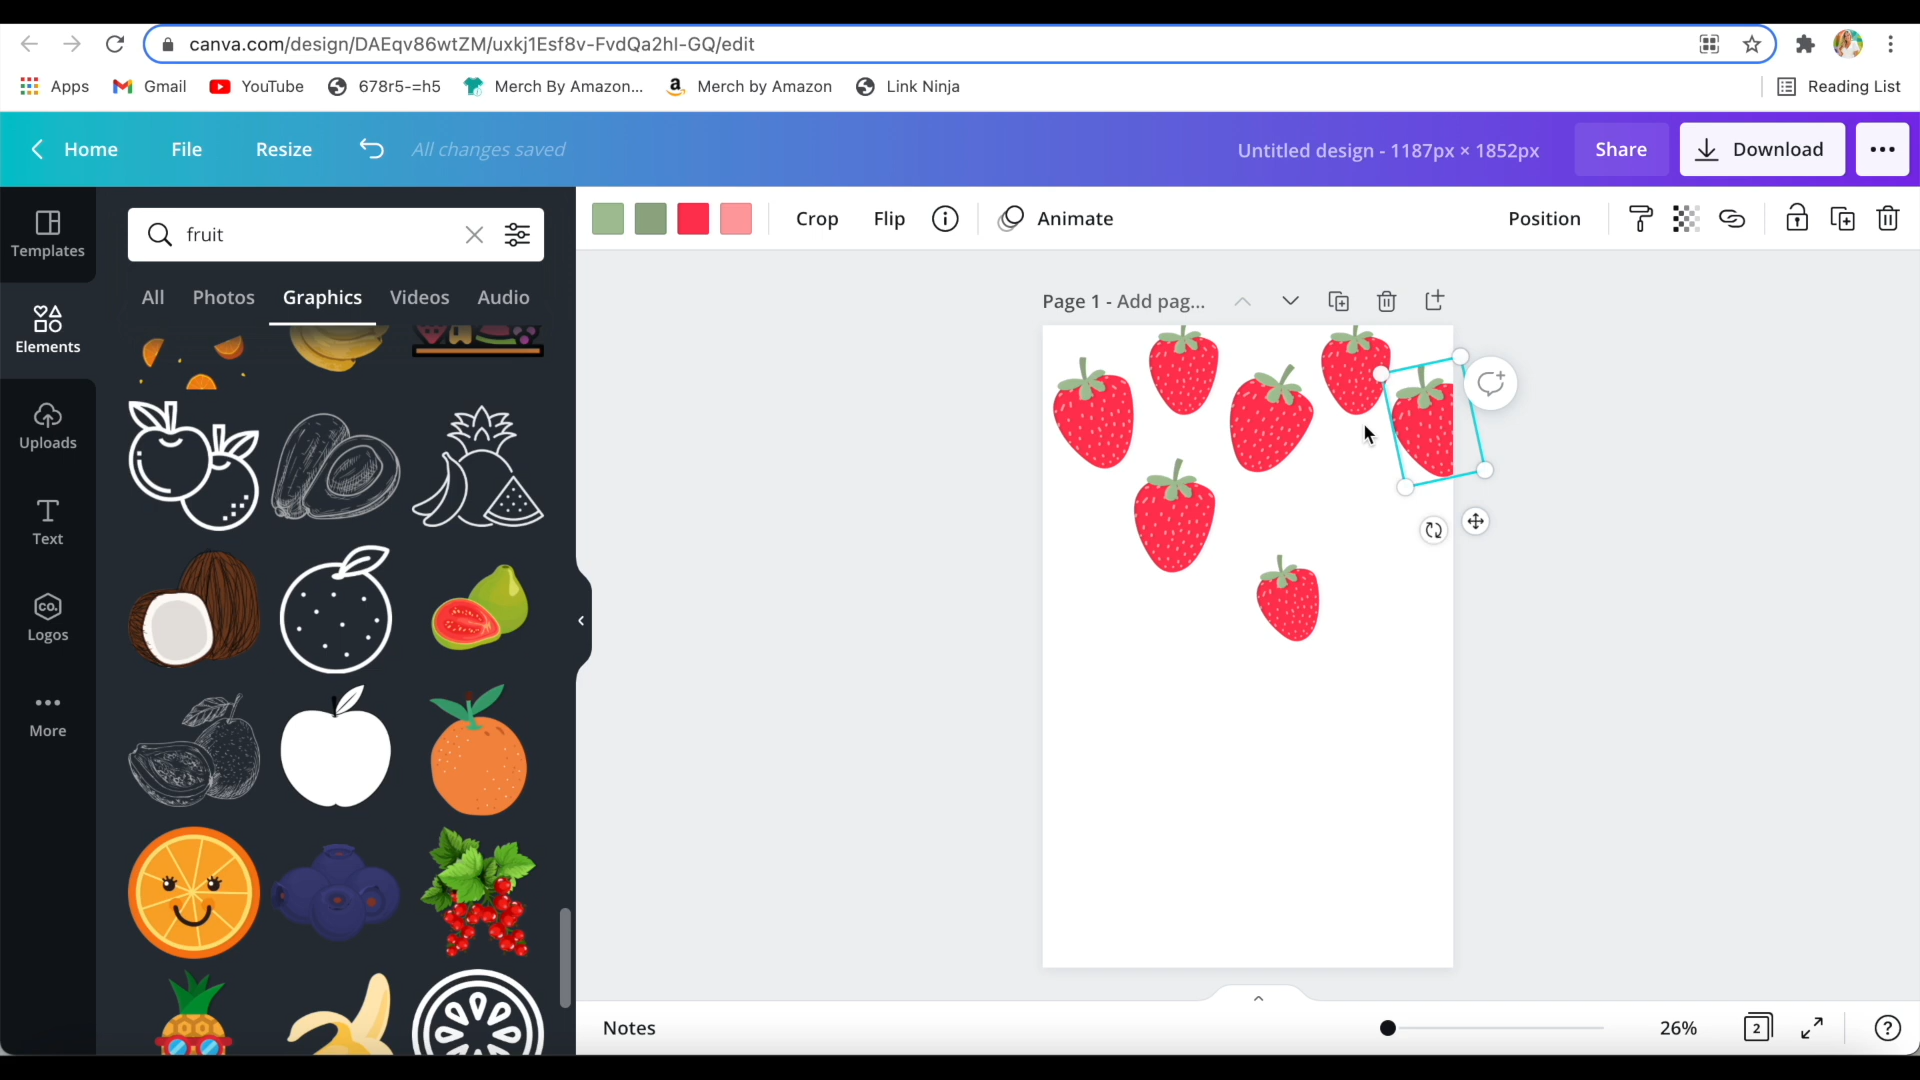 canva.com/design/DAEqv86wtZM/uxkj1Esf8v-FvdQa2hI-GQ/edit
Apps Gmail YouTube 678r5-=h5 Merch By Amazon... Merch by Amazon Link Ninja Reading List
Home File Resize All changes saved Untitled design - 1187px × 1852px Share Download
Templates
Elements
Uploads
Text
CO.
Logos
More
fruit
All Photos Graphics Videos Audio
Crop Flip Animate Position
Page 1 - Add pag...
Notes 26% 2 ?